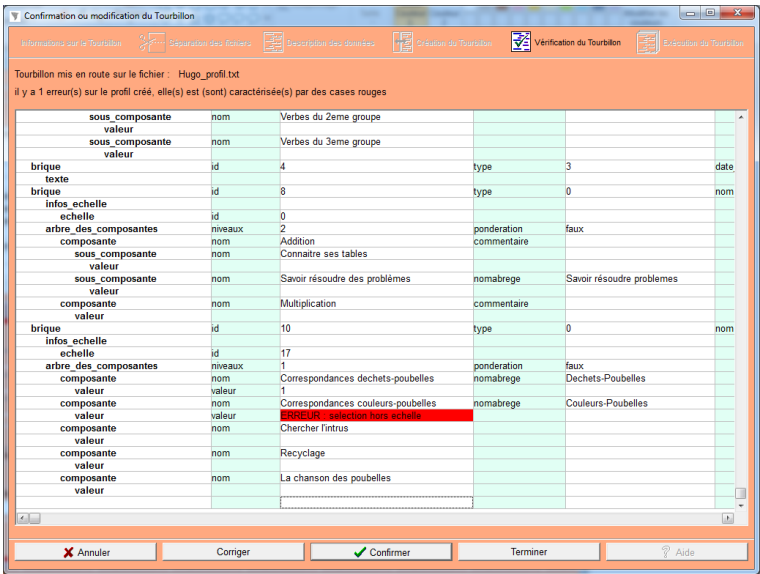 Confirmation ou modification du Tourbillon
Informations sur le Tourbillon Séparation des fichiers Description des données Création du Tourbillon Vérification du Tourbillon Exécution du Tourbillon
Tourbillon mis en route sur le fichier : Hugo_profil.txt
il y a 1 erreur(s) sur le profil créé, elle(s) est (sont) caractérisée(s) par des cases rouges
sous_composante nom Verbes du 2eme groupe
valeur
sous_composante nom Verbes du 3eme groupe
valeur
brique id 4 type 3 date_
texte
brique id 8 type 0 nom
infos_echelle
echelle id 0
arbre_des_composantes niveaux 2 ponderation faux
composante nom Addition commentaire
sous_composante nom Connaitre ses tables
valeur
sous_composante nom Savoir résoudre des problèmes nomabrege Savoir résoudre problemes
valeur
composante nom Multiplication commentaire
valeur
brique id 10 type 0 nom
infos_echelle
echelle id 17
arbre_des_composantes niveaux 1 ponderation faux
composante nom Correspondances dechets-poubelles nomabrege Dechets-Poubelles
valeur valeur 1
composante nom Correspondances couleurs-poubelles nomabrege Couleurs-Poubelles
valeur valeur ERREUR : selection hors echelle
composante nom Chercher l'intrus
valeur
composante nom Recyclage
valeur
composante nom La chanson des poubelles
valeur
Annuler Corriger Confirmer Terminer Aide